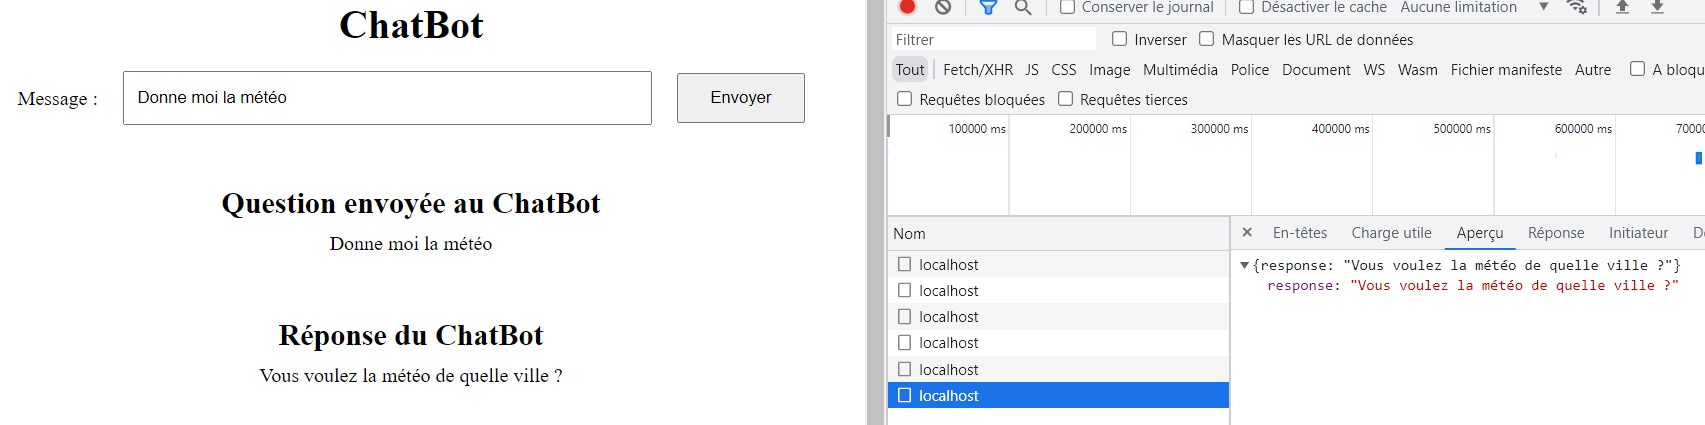 ChatBot
Message :
Donne moi la météo
Envoyer
Question envoyée au ChatBot
Donne moi la météo
Réponse du ChatBot
Vous voulez la météo de quelle ville ?
Conserver le journal
Désactiver le cache
Aucune limitation
Filtrer
Inverser
Masquer les URL de données
Tout
Fetch/XHR
JS
CSS
Image
Multimédia
Police
Document
WS
Wasm
Fichier manifeste
Autre
A bloqu
Requêtes bloquées
Requêtes tierces
100000 ms
200000 ms
300000 ms
400000 ms
500000 ms
600000 ms
7000
Nom
localhost
localhost
localhost
localhost
localhost
localhost
En-têtes
Charge utile
Aperçu
Réponse
Initiateur
D
{response: "Vous voulez la météo de quelle ville ?"}
response: "Vous voulez la météo de quelle ville ?"